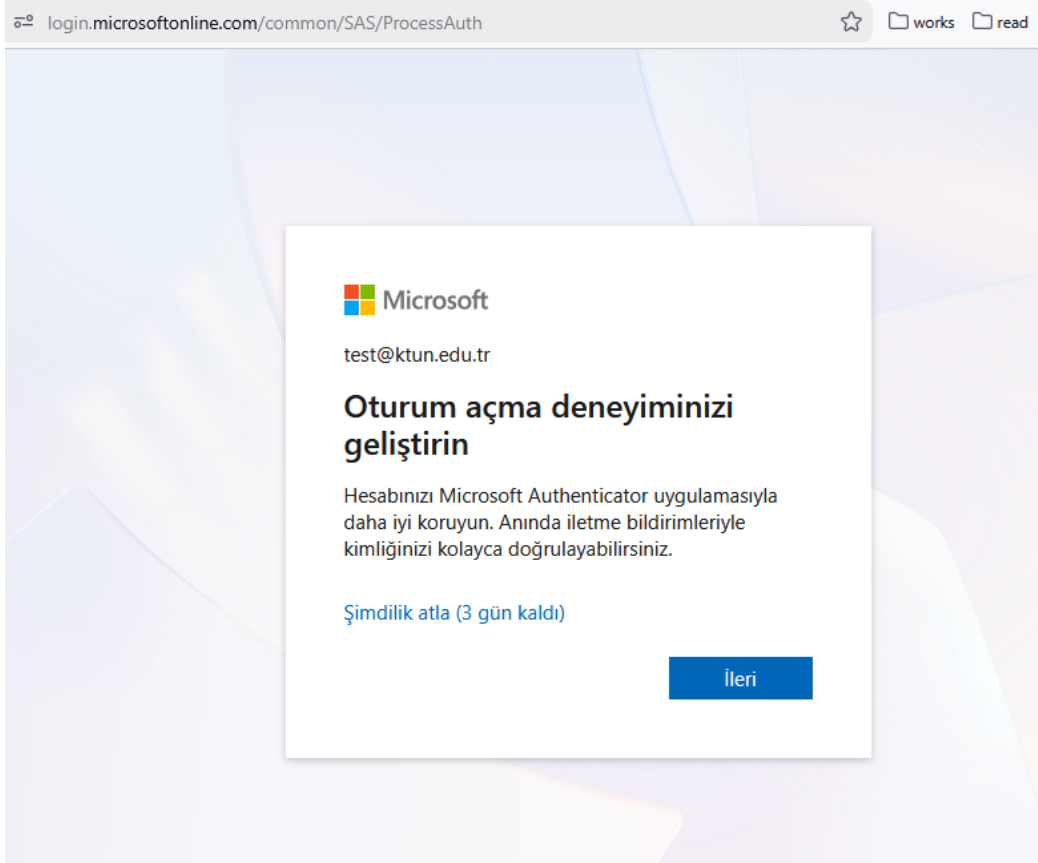 login.microsoftonline.com/common/SAS/ProcessAuth
works
read
Microsoft
test@ktun.edu.tr
Oturum açma deneyiminizi
geliştirin
Hesabınızı Microsoft Authenticator uygulamasıyla
daha iyi koruyun. Anında iletme bildirimleriyle
kimliğinizi kolayca doğrulayabilirsiniz.
Şimdilik atla (3 gün kaldı)
İleri